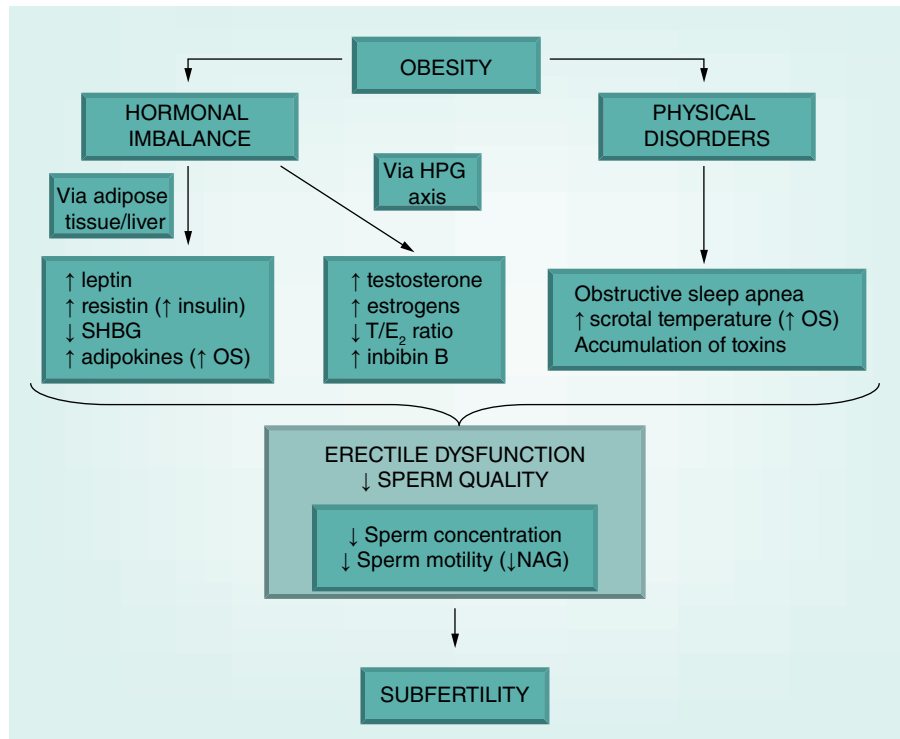 OBESITY
HORMONAL
IMBALANCE
PHYSICAL
DISORDERS
Via adipose
tissue/liver
Via HPG
axis
↑ leptin
↑ resistin (↑ insulin)
↓ SHBG
↑ adipokines (↑ OS)
↑ testosterone
↑ estrogens
↓ T/E₂ ratio
↑ inbibin B
Obstructive sleep apnea
↑ scrotal temperature (↑ OS)
Accumulation of toxins
ERECTILE DYSFUNCTION
↓ SPERM QUALITY
↓ Sperm concentration
↓ Sperm motility (↓NAG)
SUBFERTILITY